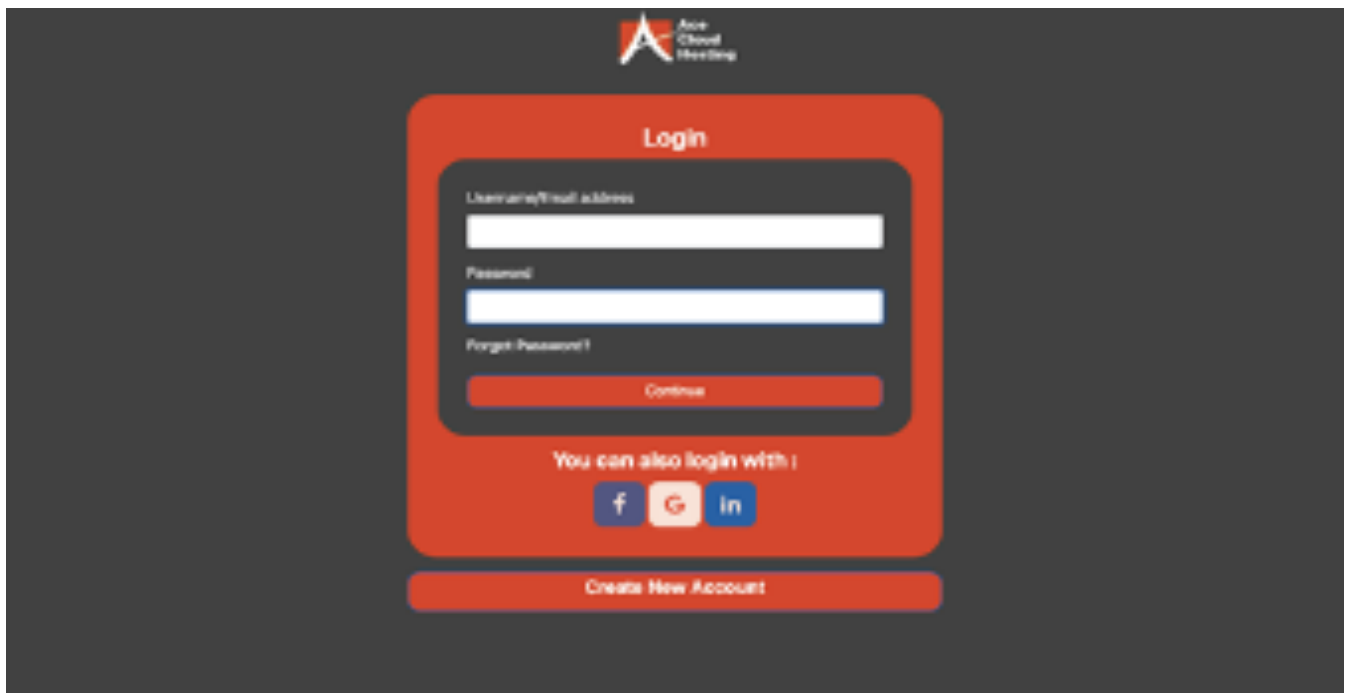 Ace
Cloud
Hosting
Login
Username/Email address
Password
Forgot Password?
Continue
You can also login with :
f
G
in
Create New Account